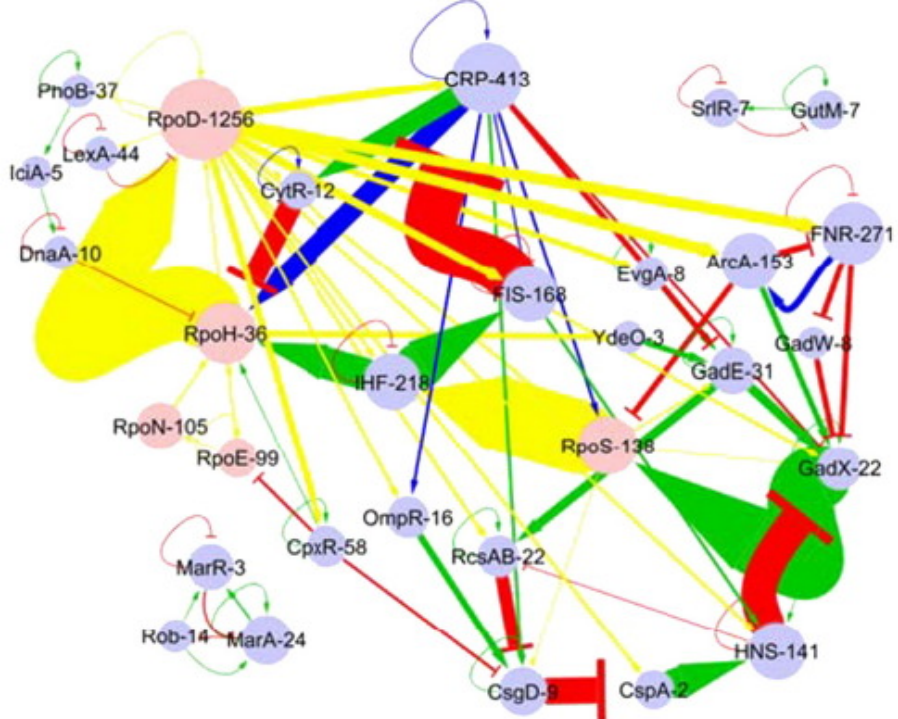 CRP-413
PhoB-37
SrlR-7
GutM-7
RpoD-1256
LexA-44
IciA-5
CytR-12
DnaA-10
FNR-271
EvgA-8
ArcA-153
FIS-168
RpoH-36
YdeO-3
GadW-8
GadE-31
IHF-218
RpoN-105
RpoS-138
RpoE-99
GadX-22
OmpR-16
CpxR-58
RcsAB-22
MarR-3
Rob-14
MarA-24
HNS-141
CsgD-9
CspA-2